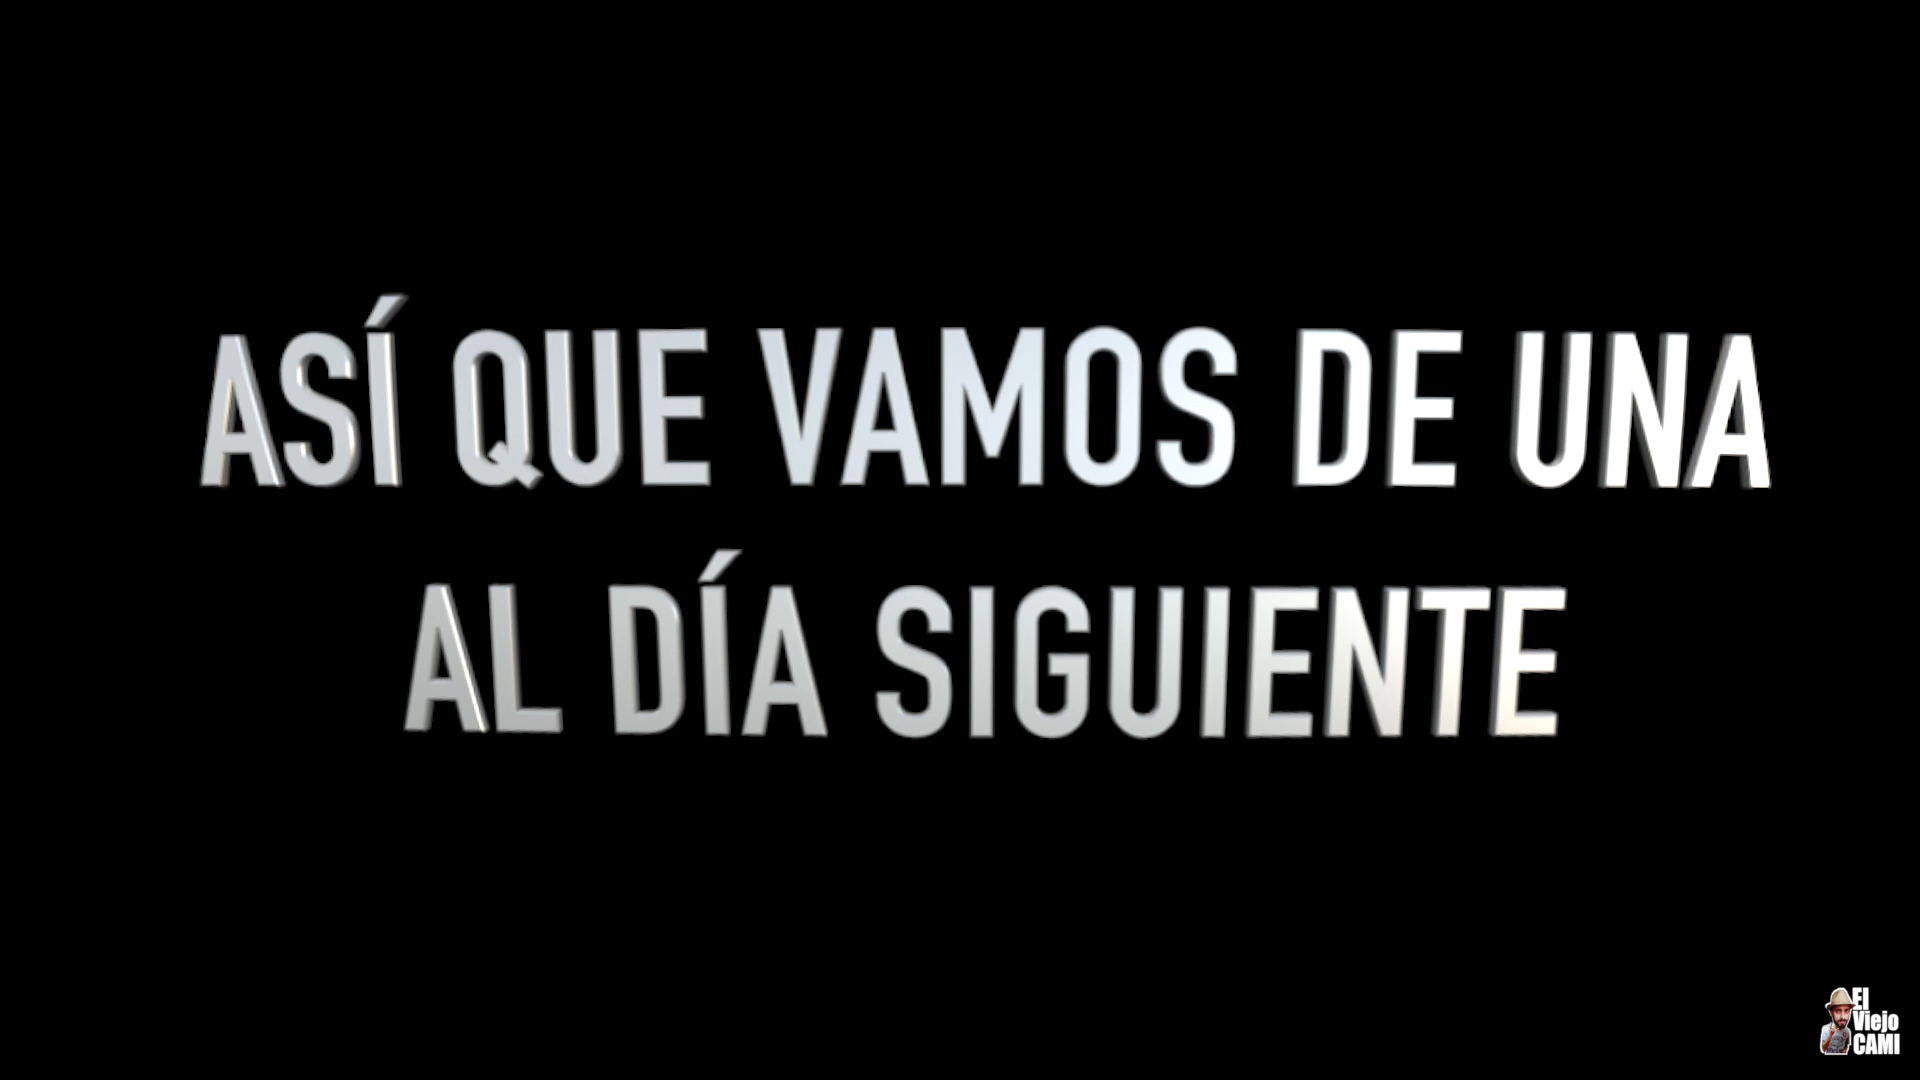 ASÍ QUE VAMOS DE UNA
AL DÍA SIGUIENTE
El
Viejo
CAMI